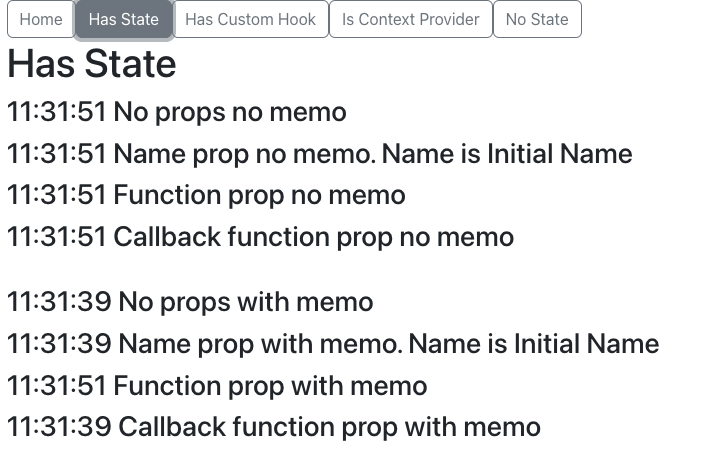 Home Has State Has Custom Hook Is Context Provider No State
Has State
11:31:51 No props no memo
11:31:51 Name prop no memo. Name is Initial Name
11:31:51 Function prop no memo
11:31:51 Callback function prop no memo
11:31:39 No props with memo
11:31:39 Name prop with memo. Name is Initial Name
11:31:51 Function prop with memo
11:31:39 Callback function prop with memo